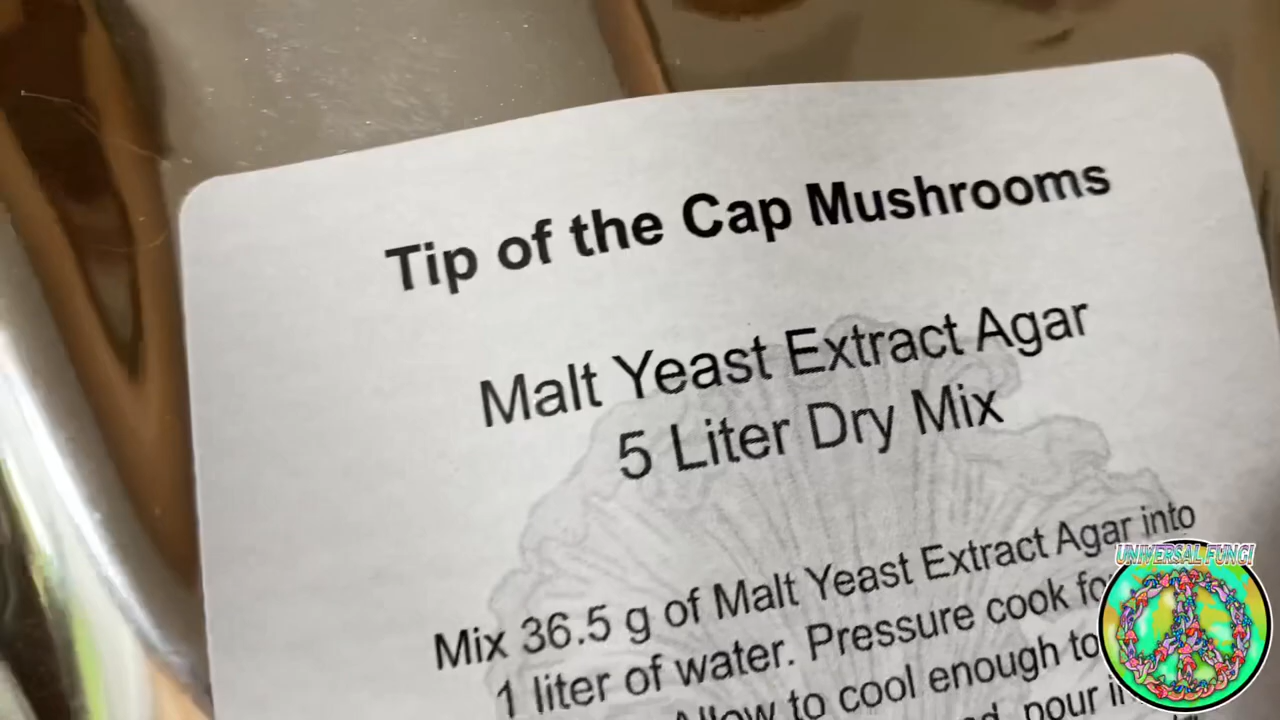 Tip of the Cap Mushrooms
Malt Yeast Extract Agar
5 Liter Dry Mix
Mix 36.5 g of Malt Yeast Extract Agar into
1 liter of water. Pressure cook
Allow to cool enough to
pour
UNIVERSAL FUNGI